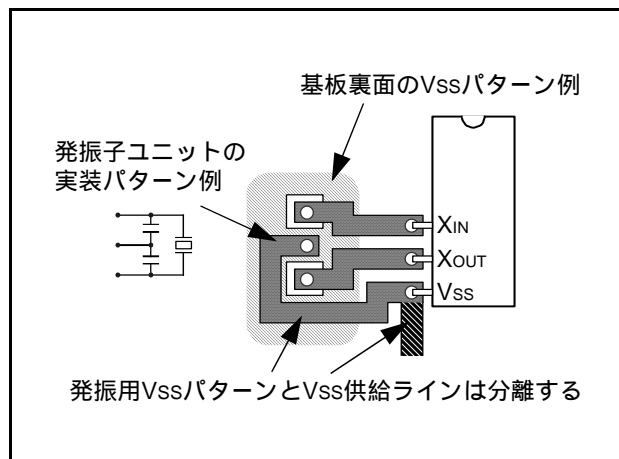 基板裏面のVssパターン例
発振子ユニットの
実装パターン例
XIN
XOUT
Vss
発振用VssパターンとVss供給ラインは分離する